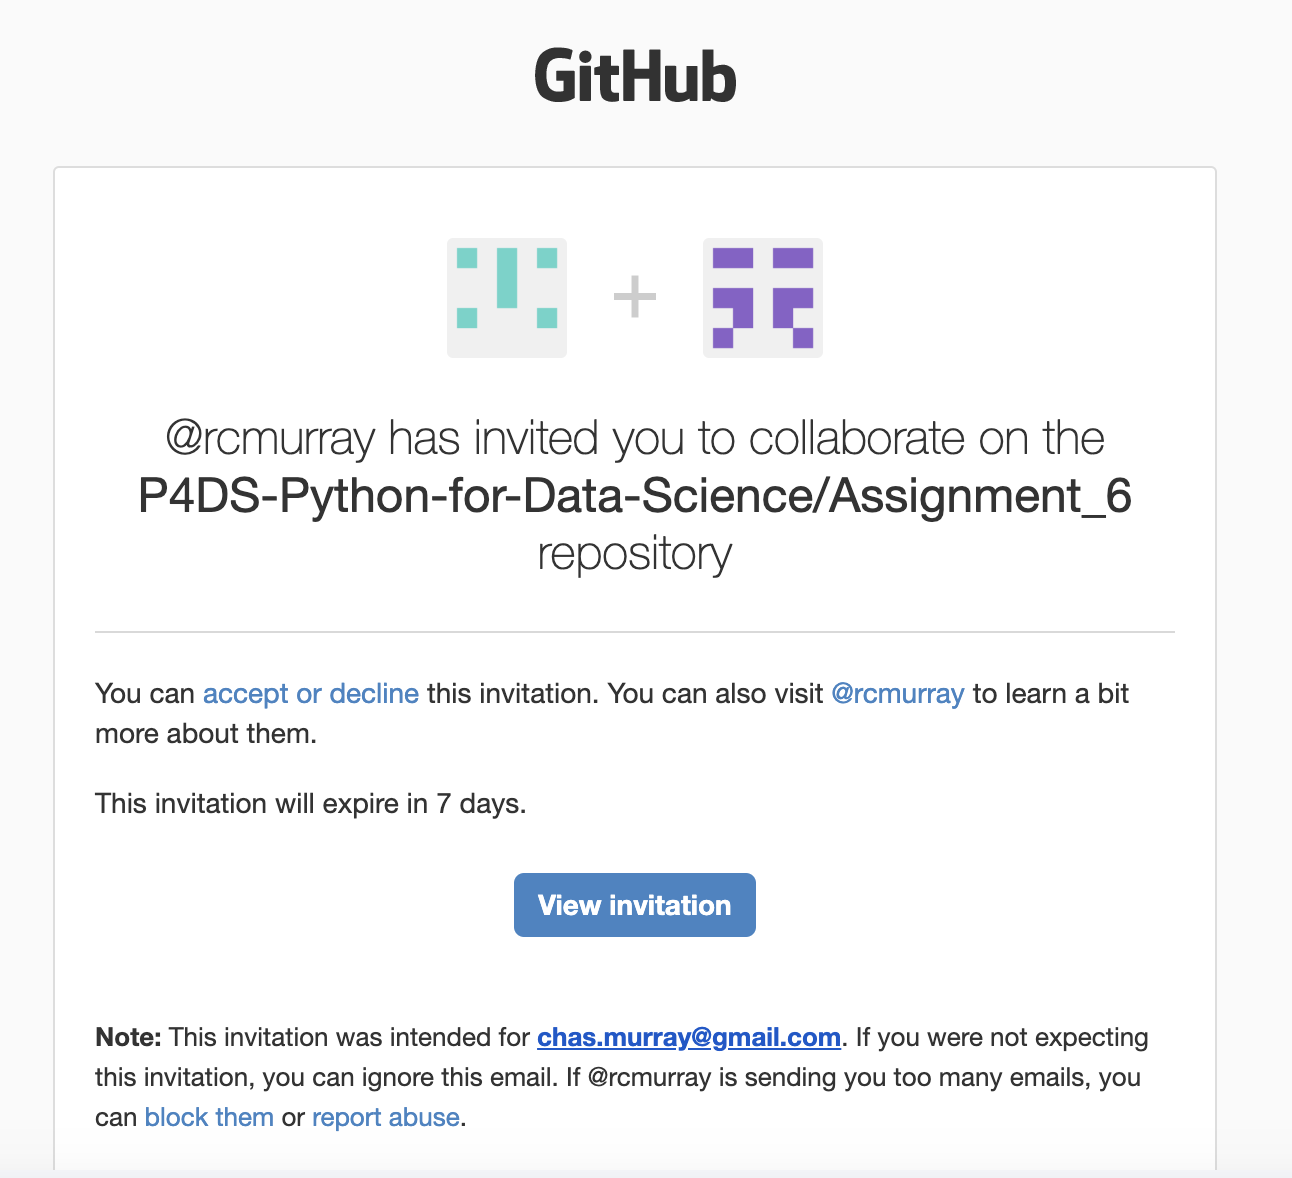 GitHub
@rcmurray has invited you to collaborate on the
P4DS-Python-for-Data-Science/Assignment_6
repository
You can accept or decline this invitation. You can also visit @rcmurray to learn a bit
more about them.
This invitation will expire in 7 days.
View invitation
Note: This invitation was intended for chas.murray@gmail.com. If you were not expecting
this invitation, you can ignore this email. If @rcmurray is sending you too many emails, you
can block them or report abuse.